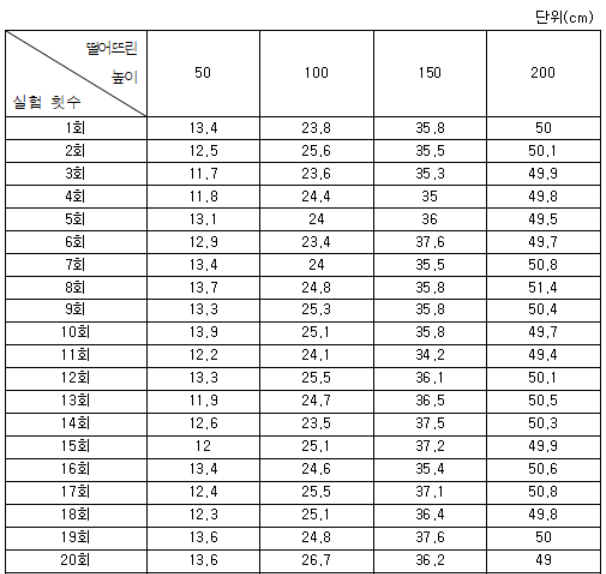 단위(cm)
떨어뜨린 높이 실험 횟수 50 100 150 200
1회 13.4 23.8 35.8 50
2회 12.5 25.6 35.5 50.1
3회 11.7 23.6 35.3 49.9
4회 11.8 24.4 35 49.8
5회 13.1 24 36 49.5
6회 12.9 23.4 37.6 49.7
7회 13.4 24 35.5 50.8
8회 13.7 24.8 35.8 51.4
9회 13.3 25.3 35.8 50.4
10회 13.9 25.1 35.8 49.7
11회 12.2 24.1 34.2 49.4
12회 13.3 25.5 36.1 50.1
13회 11.9 24.7 36.5 50.5
14회 12.6 23.5 37.5 50.3
15회 12 25.1 37.2 49.9
16회 13.4 24.6 35.4 50.6
17회 12.4 25.5 37.1 50.8
18회 12.3 25.1 36.4 49.8
19회 13.6 24.8 37.6 50
20회 13.6 26.7 36.2 49